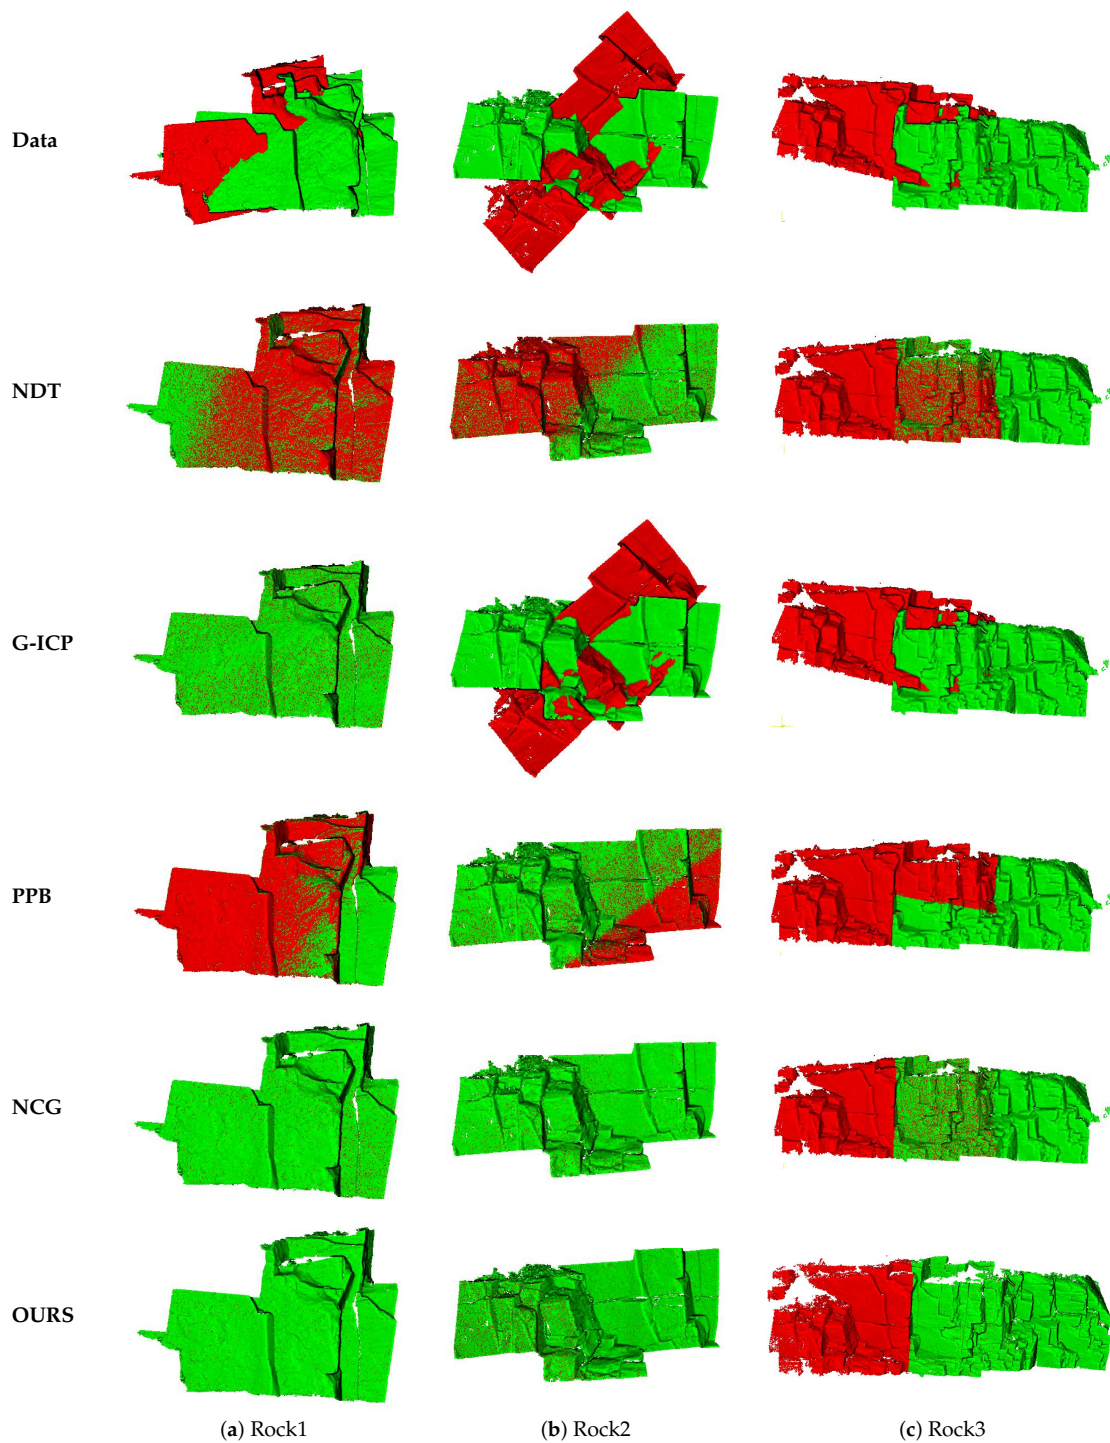 Data
NDT
G-ICP
PPB
NCG
OURS
(a) Rock1 (b) Rock2 (c) Rock3